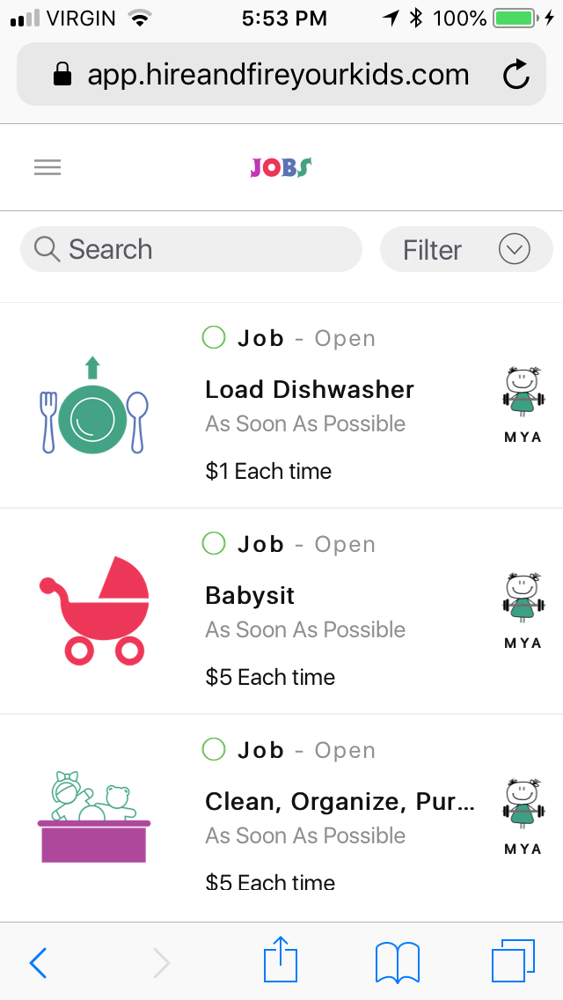 VIRGIN 5:53 PM 100%
app.hireandfireyourkids.com
JOBS
Search Filter
Job - Open
Load Dishwasher
As Soon As Possible
MYA
$1 Each time
Job - Open
Babysit
As Soon As Possible
MYA
$5 Each time
Job - Open
Clean, Organize, Pur...
As Soon As Possible
MYA
$5 Each time